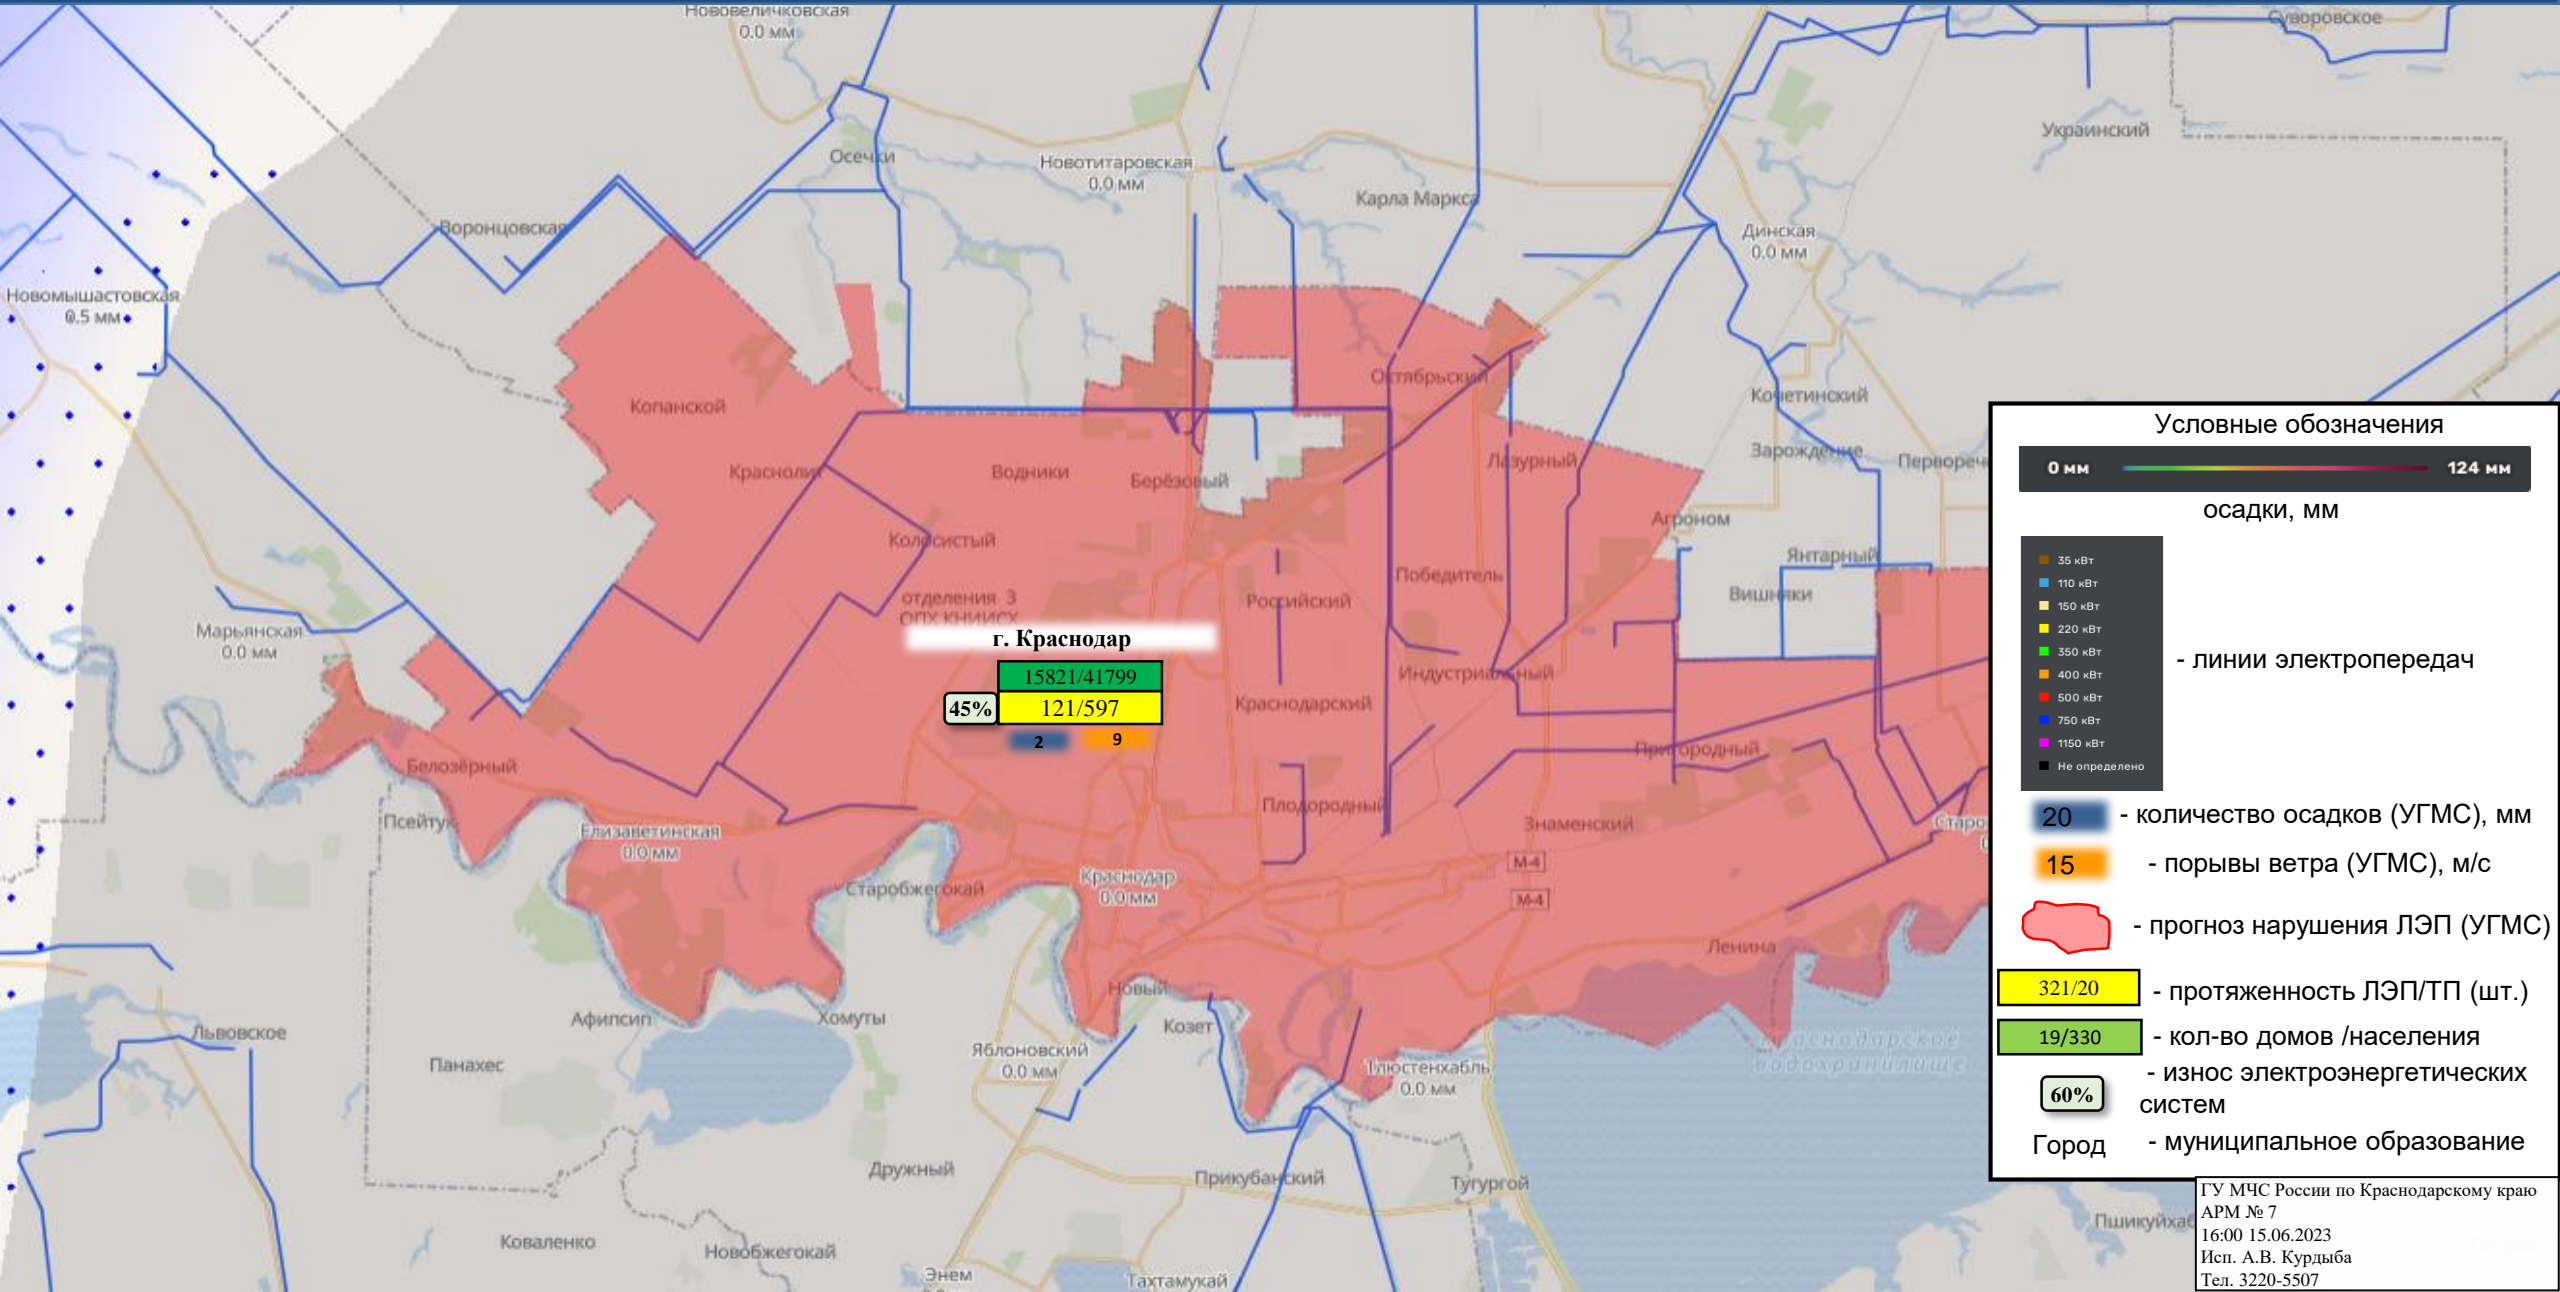 Нововеличковская
0.0 мм
Суворовское
Украинский
Осечки
Новотитаровская
0.0 мм
Карла Маркса
Воронцовская
Динская
0.0 мм
Новомышастовская
0.5 мм
Копанской
Октябрьский
Кочетинский
Зарождение
Краснолит
Водники
Берёзовый
Лазурный
Агроном
Колосистый
Янтарный
Победитель
отделения 3
ОПХ КНИИСХ
Российский
Вишняки
Марьянская
0.0 мм
г. Краснодар
15821/41799
45%
121/597
2
9
Индустриальный
Краснодарский
Пригородный
Белозёрный
Плодородный
Псейтук
Елизаветинская
0.0 мм
Знаменский
М-4
Старобжегокай
Краснодар
0.0 мм
М-4
Ленина
Новый
Афипсип
Хомуты
Козет
Львовское
Краснодарское
водохранилище
Яблоновский
0.0 мм
Панахес
Тлюстенхабль
0.0 мм
Дружный
Прикубанский
Тугургой
Коваленко
Новобжегокай
Энем
Тахтамукай
Условные обозначения
0 мм
124 мм
осадки, мм
35 кВт
110 кВт
150 кВт
220 кВт
350 кВт
400 кВт
500 кВт
750 кВт
1150 кВт
Не определено
- линии электропередач
20 - количество осадков (УГМС), мм
15 - порывы ветра (УГМС), м/с
- прогноз нарушения ЛЭП (УГМС)
321/20 - протяженность ЛЭП/ТП (шт.)
19/330 - кол-во домов /населения
60% - износ электроэнергетических
систем
Город - муниципальное образование
ГУ МЧС России по Краснодарскому краю
АРМ № 7
16:00 15.06.2023
Исп. А.В. Курдыба
Тел. 3220-5507